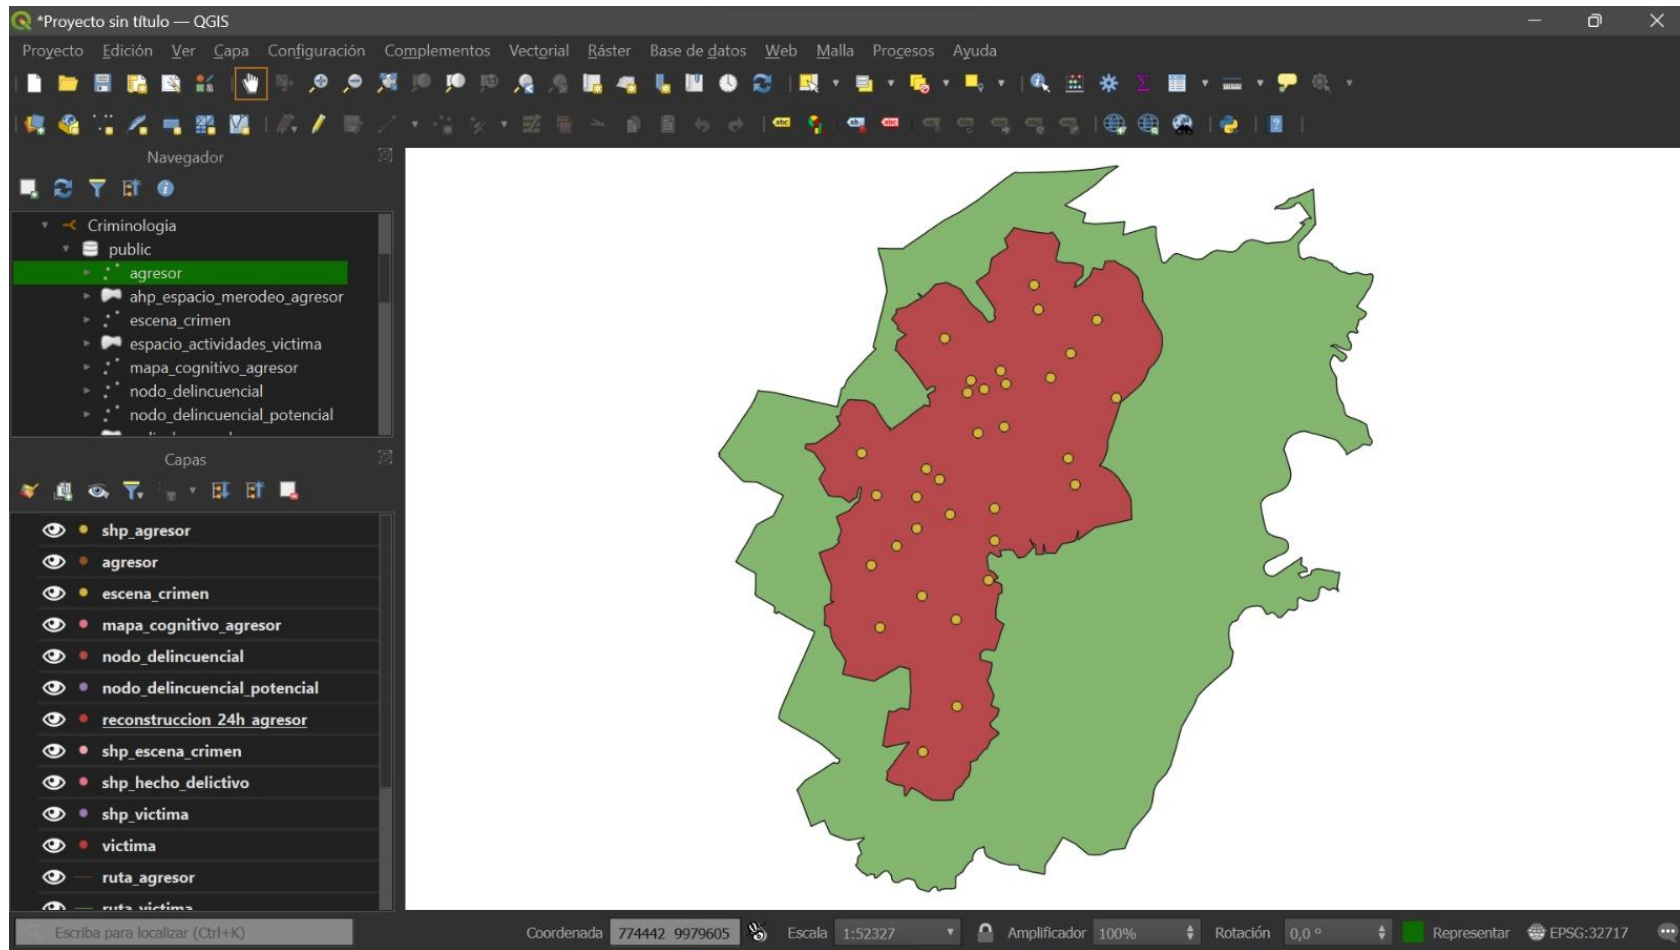 *Proyecto sin título — QGIS
Proyecto Edición Ver Capa Configuración Complementos Vectorial Ráster Base de datos Web Malla Procesos Ayuda
Navegador
Criminologia
public
agresor
ahp_espacio_merodeo_agresor
escena_crimen
espacio_actividades_victima
mapa_cognitivo_agresor
nodo_delincuencial
nodo_delincuencial_potencial
Capas
shp_agresor
agresor
escena_crimen
mapa_cognitivo_agresor
nodo_delincuencial
nodo_delincuencial_potencial
reconstruccion_24h_agresor
shp_escena_crimen
shp_hecho_delictivo
shp_victima
victima
ruta_agresor
ruta_victima
Escriba para localizar (Ctrl+K) Coordenada 774442 9979605 Escala 1:52327 Amplificador 100% Rotación 0,0 ° Representar EPSG:32717